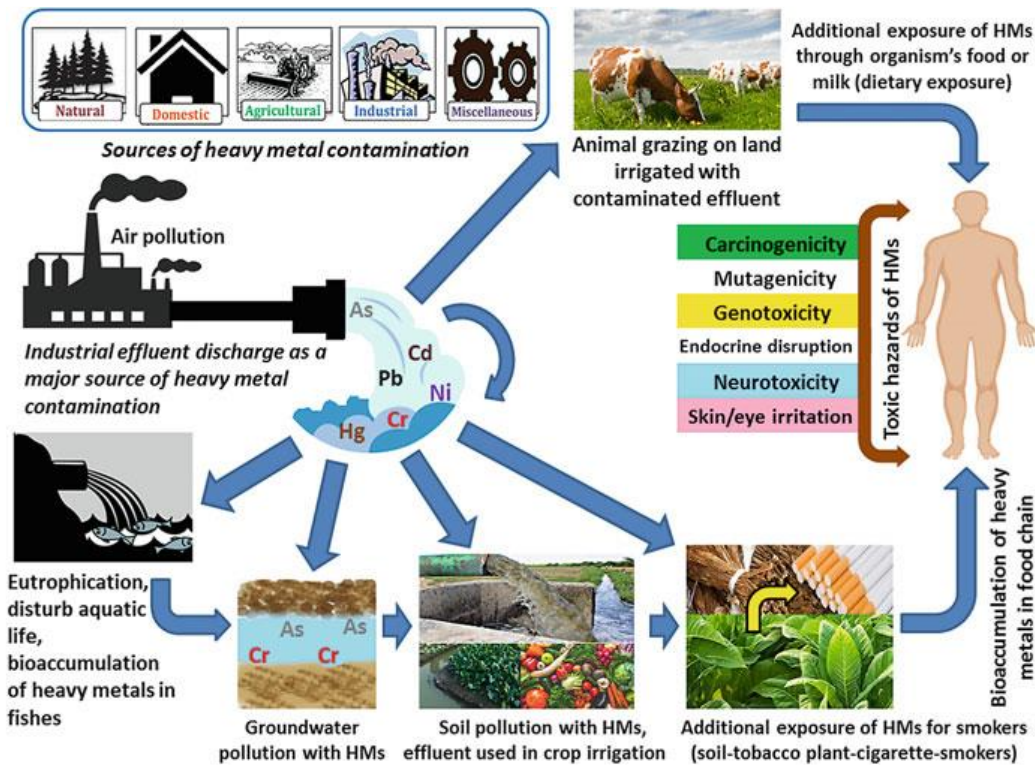 Natural
Domestic
Agricultural
Industrial
Miscellaneous
Sources of heavy metal contamination
Additional exposure of HMs
through organism's food or
milk (dietary exposure)
Animal grazing on land
irrigated with
contaminated effluent
Air pollution
Industrial effluent discharge as a
major source of heavy metal
contamination
As
Cd
Pb
Ni
Cr
Hg
Carcinogenicity
Mutagenicity
Genotoxicity
Endocrine disruption
Neurotoxicity
Skin/eye irritation
Toxic hazards of HMs
Eutrophication,
disturb aquatic
life,
bioaccumulation
of heavy metals in
fishes
As
As
Cr
Cr
Groundwater
pollution with HMs
Soil pollution with HMs,
effluent used in crop irrigation
Additional exposure of HMs for smokers
(soil-tobacco plant-cigarette-smokers)
Bioaccumulation of heavy
metals in food chain